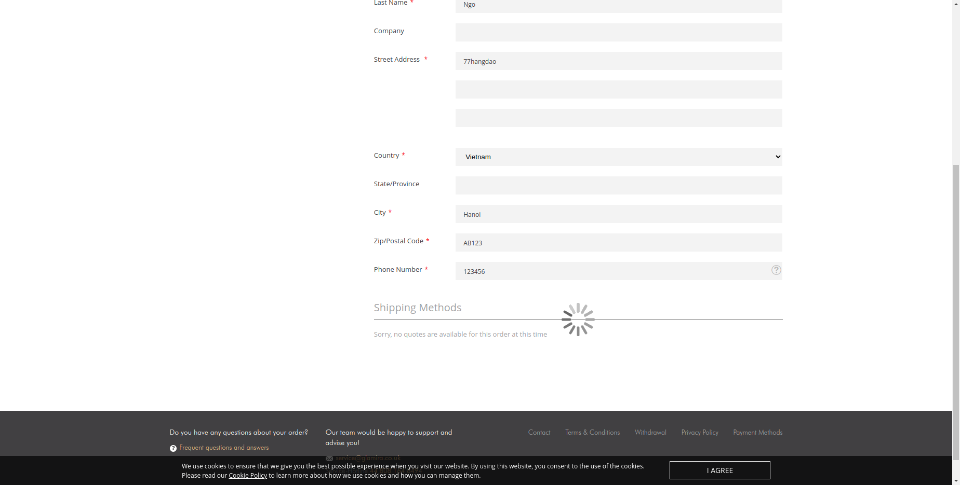 Last Name *
Ngo
Company
Street Address *
77hangdao
Country *
Vietnam
State/Province
City *
Hanoi
Zip/Postal Code *
AB123
Phone Number *
123456
?
Shipping Methods
Sorry, no quotes are available for this order at this time
Do you have any questions about your order?
? Frequent questions and answers
Our team would be happy to support and
advise you!
Contact
Terms & Conditions
Withdrawal
Privacy Policy
Payment Methods
We use cookies to ensure that we give you the best possible experience when you visit our website. By using this website, you consent to the use of the cookies.
Please read our Cookie Policy to learn more about how we use cookies and how you can manage them.
I AGREE